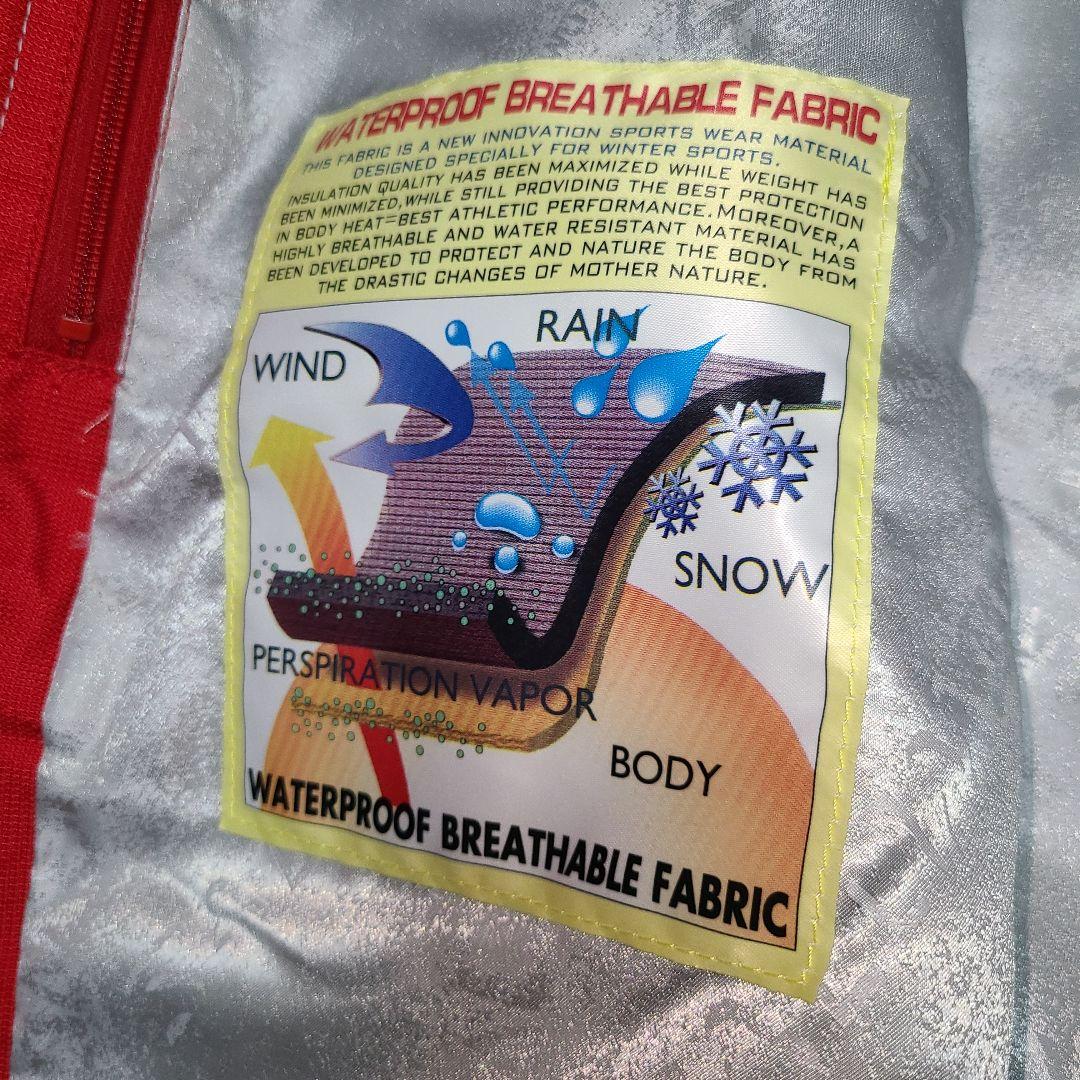 WATERPROOF BREATHABLE FABRIC
THIS FABRIC IS A NEW INNOVATION SPORTS WEAR MATERIAL
DESIGNED SPECIALLY FOR WINTER SPORTS.
INSULATION QUALITY HAS BEEN MAXIMIZED WHILE WEIGHT HAS
BEEN MINIMIZED,WHILE STILL PROVIDING THE BEST PROTECTION
IN BODY HEAT=BEST ATHLETIC PERFORMANCE.MOREOVER,A
HIGHLY BREATHABLE AND WATER RESISTANT MATERIAL HAS
BEEN DEVELOPED TO PROTECT AND NATURE THE BODY FROM
THE DRASTIC CHANGES OF MOTHER NATURE.
RAIN
WIND
SNOW
PERSPIRATION VAPOR
BODY
WATERPROOF BREATHABLE FABRIC